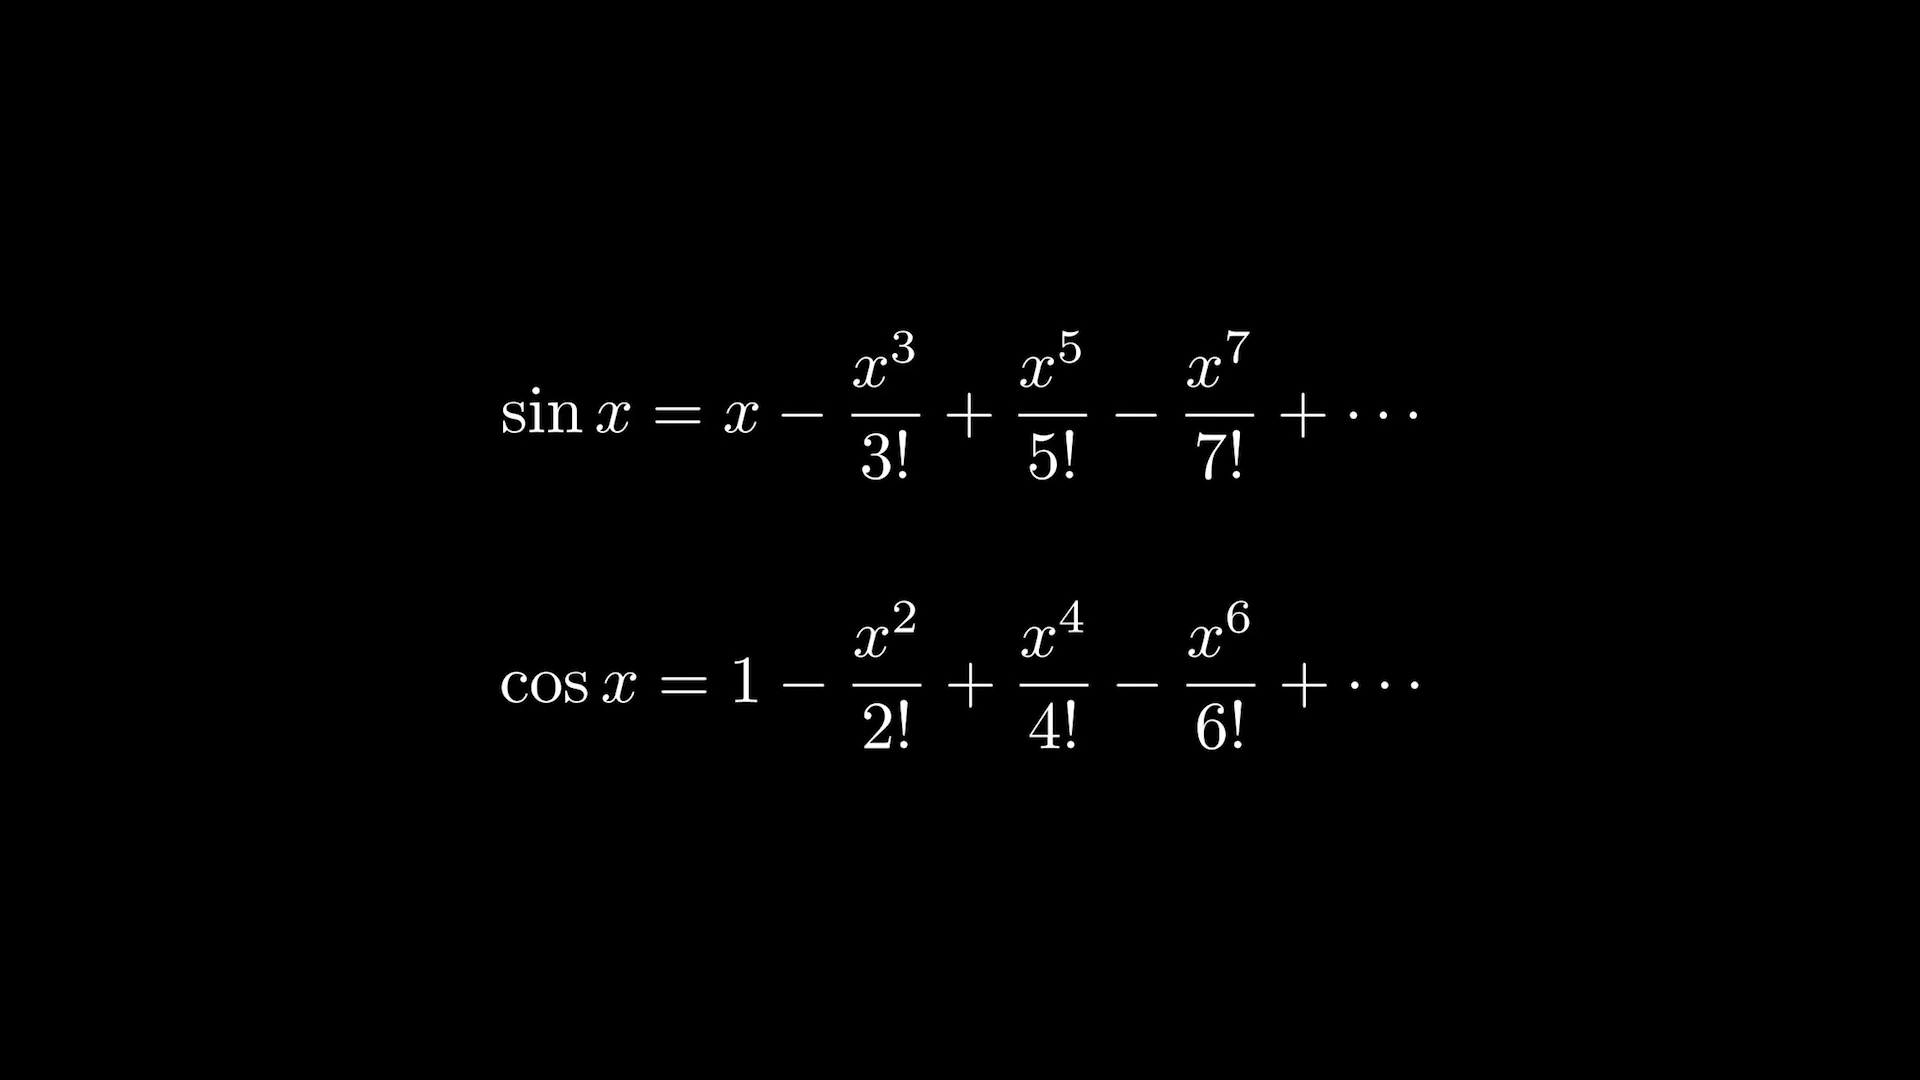 sin x = x − x³/3! + x⁵/5! − x⁷/7! + ⋯
cos x = 1 − x²/2! + x⁴/4! − x⁶/6! + ⋯